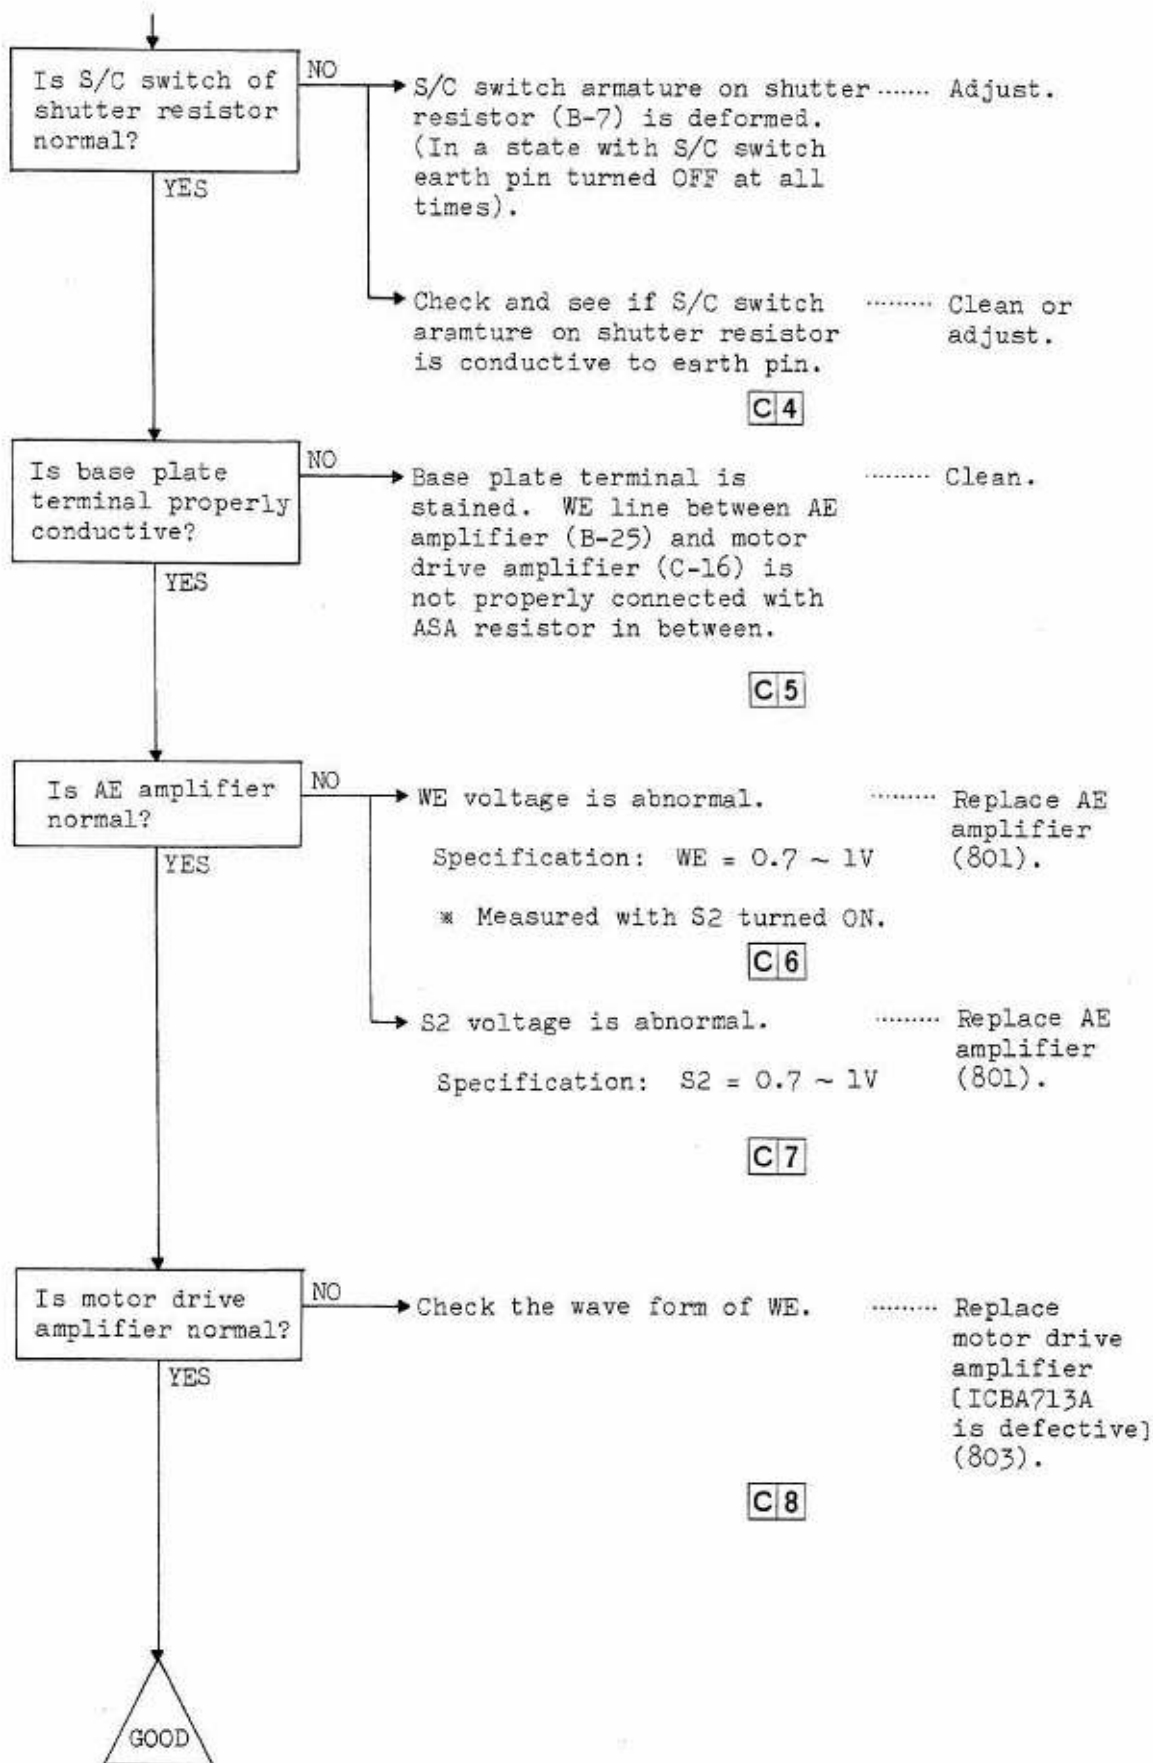 Is S/C switch of
shutter resistor
normal?
NO
S/C switch armature on shutter ....... Adjust.
resistor (B-7) is deformed.
(In a state with S/C switch
earth pin turned OFF at all
times).
YES
Check and see if S/C switch ......... Clean or
aramture on shutter resistor adjust.
is conductive to earth pin.
C 4
Is base plate
terminal properly
conductive?
NO
Base plate terminal is ........ Clean.
stained. WE line between AE
amplifier (B-25) and motor
drive amplifier (C-16) is
not properly connected with
ASA resistor in between.
YES
C 5
Is AE amplifier
normal?
NO
WE voltage is abnormal. ........ Replace AE
amplifier
Specification: WE = 0.7 ~ 1V (801).
YES
※ Measured with S2 turned ON.
C 6
S2 voltage is abnormal. ......... Replace AE
amplifier
Specification: S2 = 0.7 ~ 1V (801).
C 7
Is motor drive
amplifier normal?
NO
Check the wave form of WE. ......... Replace
motor drive
amplifier
[ICBA713A
is defective]
(803).
YES
C 8
GOOD